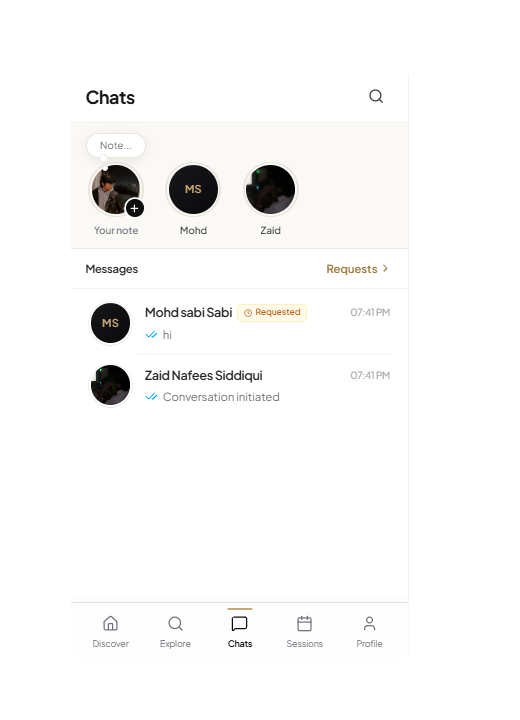 Chats
Note...
MS
Your note
Mohd
Zaid
Messages
Requests
MS
Mohd sabi Sabi
Requested
07:41 PM
hi
Zaid Nafees Siddiqui
07:41 PM
Conversation initiated
Discover
Explore
Chats
Sessions
Profile